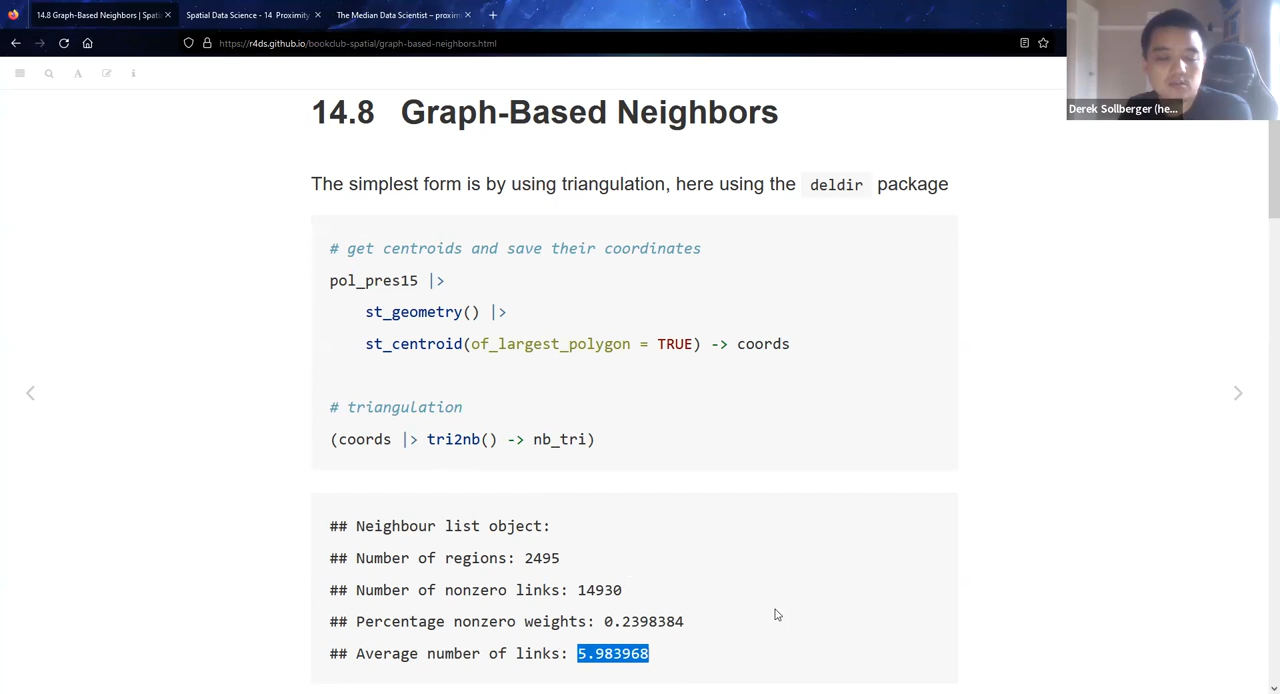 14.8 Graph-Based Neighbors | Spati
Spatial Data Science - 14 Proximity
The Median Data Scientist – proxim
https://r4ds.github.io/bookclub-spatial/graph-based-neighbors.html
Derek Sollberger (he...
14.8 Graph-Based Neighbors
The simplest form is by using triangulation, here using the deldir package
# get centroids and save their coordinates
pol_pres15 |>
st_geometry() |>
st_centroid(of_largest_polygon = TRUE) -> coords
# triangulation
(coords |> tri2nb() -> nb_tri)
## Neighbour list object:
## Number of regions: 2495
## Number of nonzero links: 14930
## Percentage nonzero weights: 0.2398384
## Average number of links: 5.983968